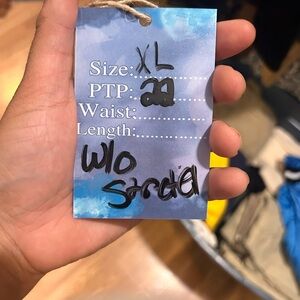 Size: XL
PTP: 22
Waist:
Length:
w/o
Stretch